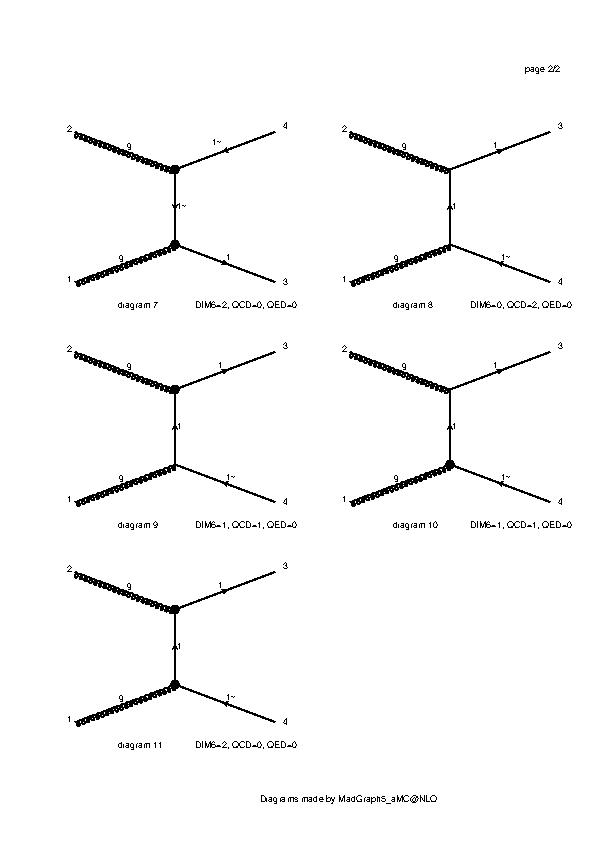 page 2/2
2 g 1~ 4
1~
1 g 1 3
diagram 7 DIM6=2, QCD=0, QED=0
2 g 1 3
1
1 g 1~ 4
diagram 8 DIM6=0, QCD=2, QED=0
2 g 1 3
1
1 g 1~ 4
diagram 9 DIM6=1, QCD=1, QED=0
2 g 1 3
1
1 g 1~ 4
diagram 10 DIM6=1, QCD=1, QED=0
2 g 1 3
1
1 g 1~ 4
diagram 11 DIM6=2, QCD=0, QED=0
Diagrams made by MadGraph5_aMC@NLO